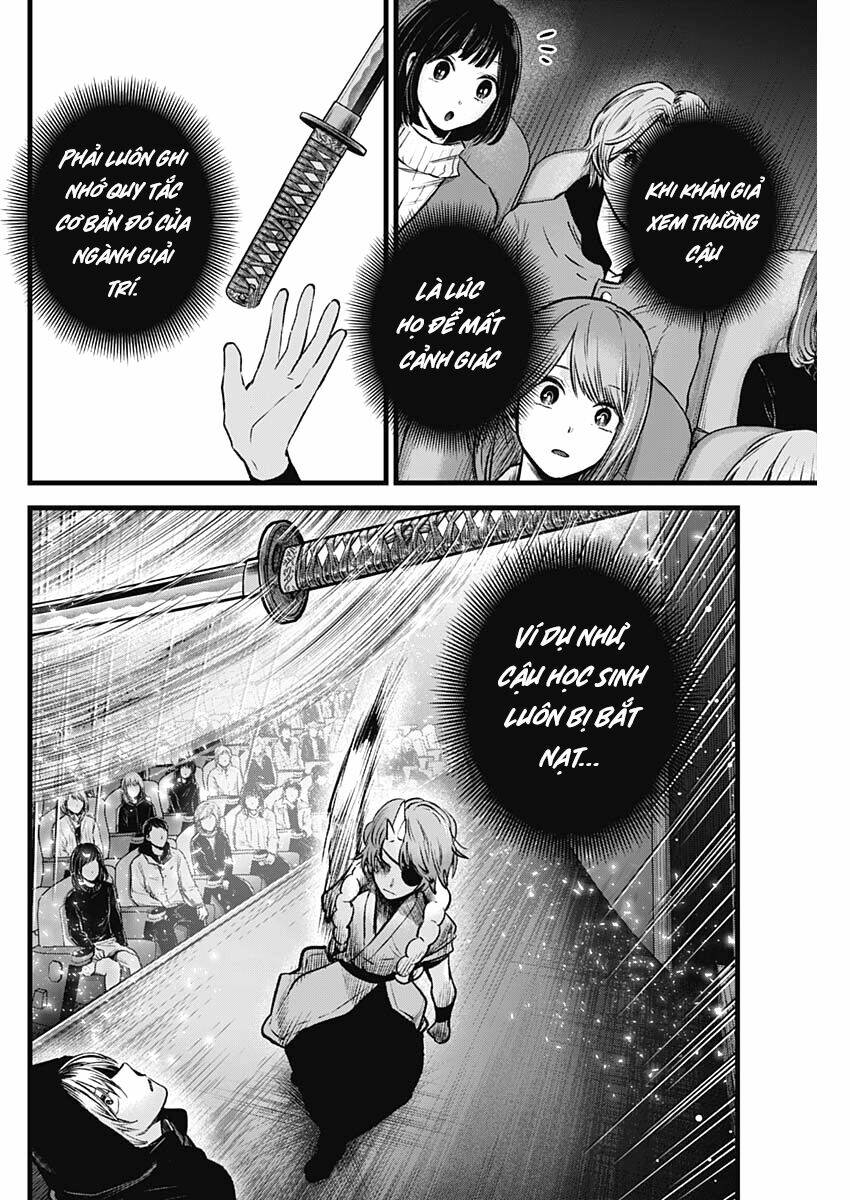 KHI KHÁN GIẢ
XEM THƯỜNG
CẬU
LÀ LÚC
HỌ ĐỂ MẤT
CẢNH GIÁC
PHẢI LUÔN GHI
NHỚ QUY TẮC
CƠ BẢN ĐÓ CỦA
NGÀNH GIẢI
TRÍ.
VÍ DỤ NHƯ,
CẬU HỌC SINH
LUÔN BỊ BẮT
NẠT...